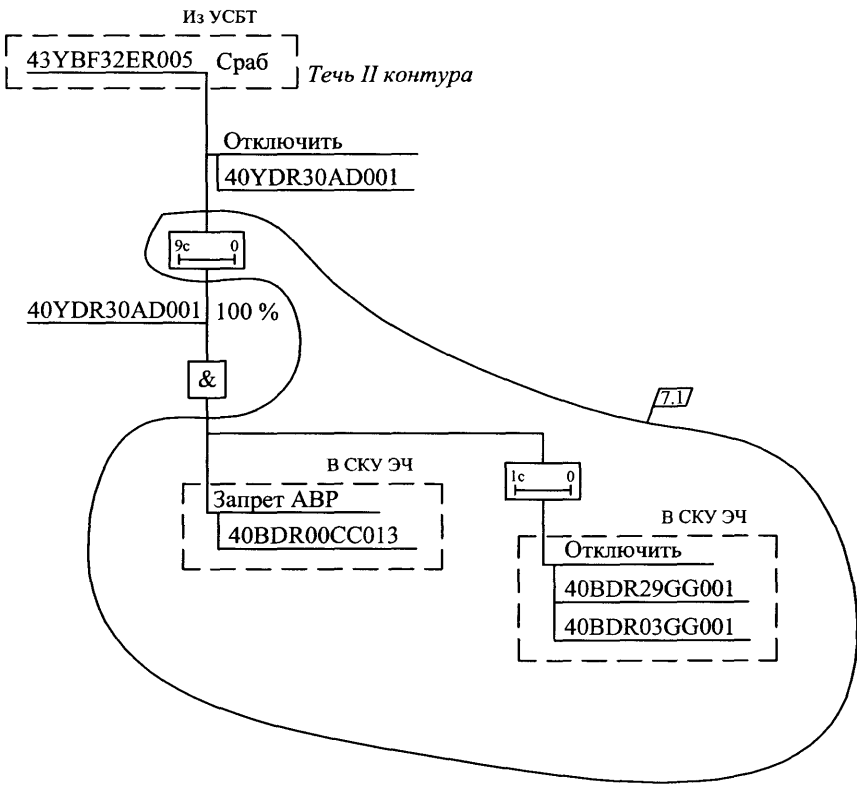 Из УСБТ
43YBF32ER005 Сраб
Течь II контура
Отключить
40YDR30AD001
9с 0
40YDR30AD001 100 %
&
7.1
В СКУ ЭЧ
1с 0
Запрет АВР
В СКУ ЭЧ
40BDR00CC013
Отключить
40BDR29GG001
40BDR03GG001